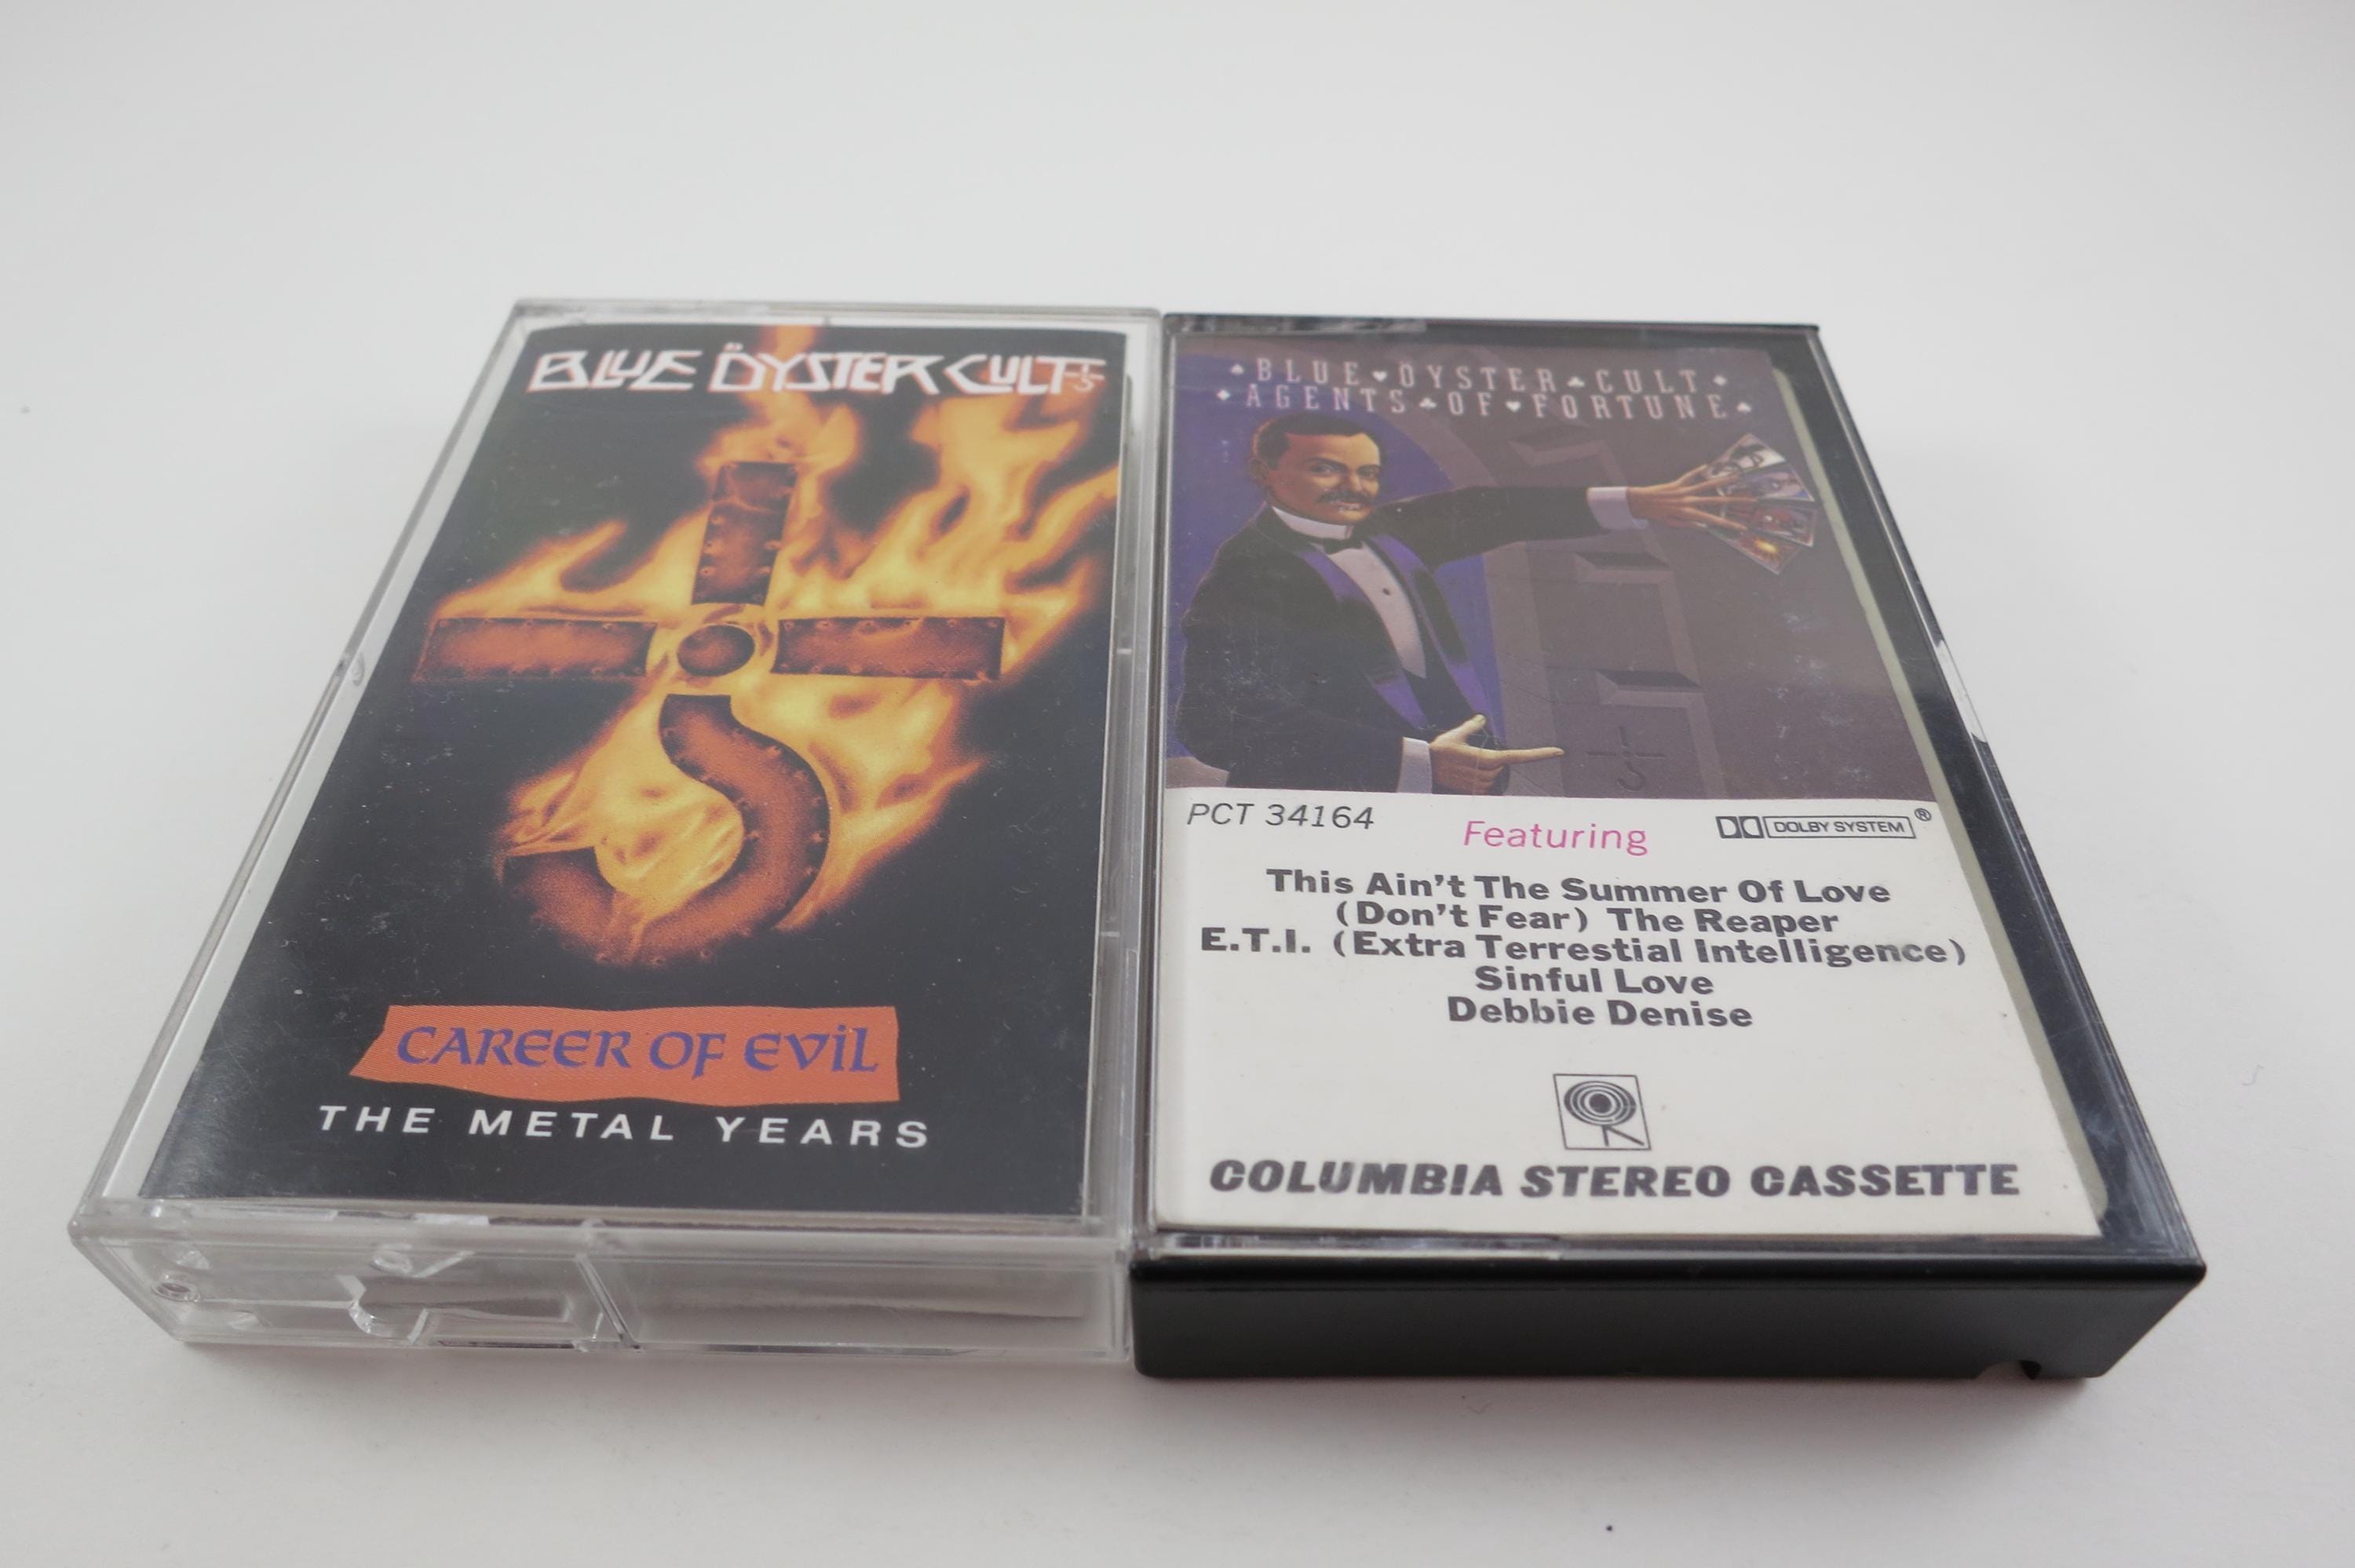 BLUE ÖYSTER CULT
CAREER OF EVIL
THE METAL YEARS
BLUE ÖYSTER CULT
AGENTS OF FORTUNE
PCT 34164
Featuring
DOLBY SYSTEM ®
This Ain't The Summer Of Love
(Don't Fear) The Reaper
E.T.I. (Extra Terrestial Intelligence)
Sinful Love
Debbie Denise
COLUMBIA STEREO CASSETTE